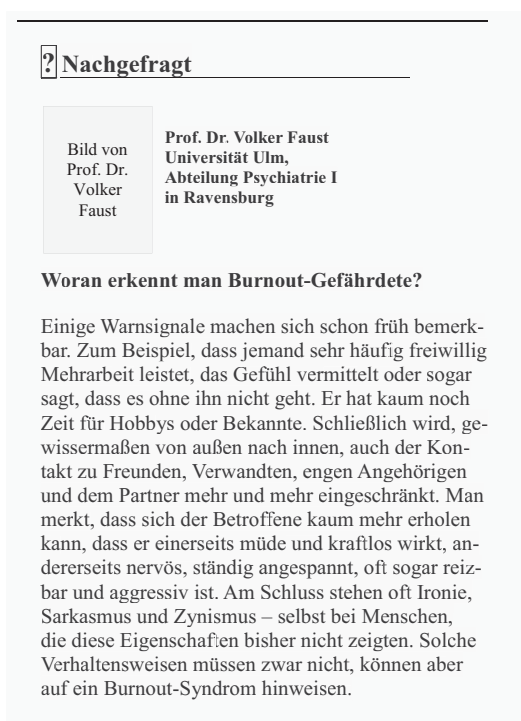 ? Nachgefragt
Bild von
Prof. Dr.
Volker
Faust
Prof. Dr. Volker Faust
Universität Ulm,
Abteilung Psychiatrie I
in Ravensburg
Woran erkennt man Burnout-Gefährdete?
Einige Warnsignale machen sich schon früh bemerk-
bar. Zum Beispiel, dass jemand sehr häufig freiwillig
Mehrarbeit leistet, das Gefühl vermittelt oder sogar
sagt, dass es ohne ihn nicht geht. Er hat kaum noch
Zeit für Hobbys oder Bekannte. Schließlich wird, ge-
wissermaßen von außen nach innen, auch der Kon-
takt zu Freunden, Verwandten, engen Angehörigen
und dem Partner mehr und mehr eingeschränkt. Man
merkt, dass sich der Betroffene kaum mehr erholen
kann, dass er einerseits müde und kraftlos wirkt, an-
dererseits nervös, ständig angespannt, oft sogar reiz-
bar und aggressiv ist. Am Schluss stehen oft Ironie,
Sarkasmus und Zynismus – selbst bei Menschen,
die diese Eigenschaften bisher nicht zeigten. Solche
Verhaltensweisen müssen zwar nicht, können aber
auf ein Burnout-Syndrom hinweisen.